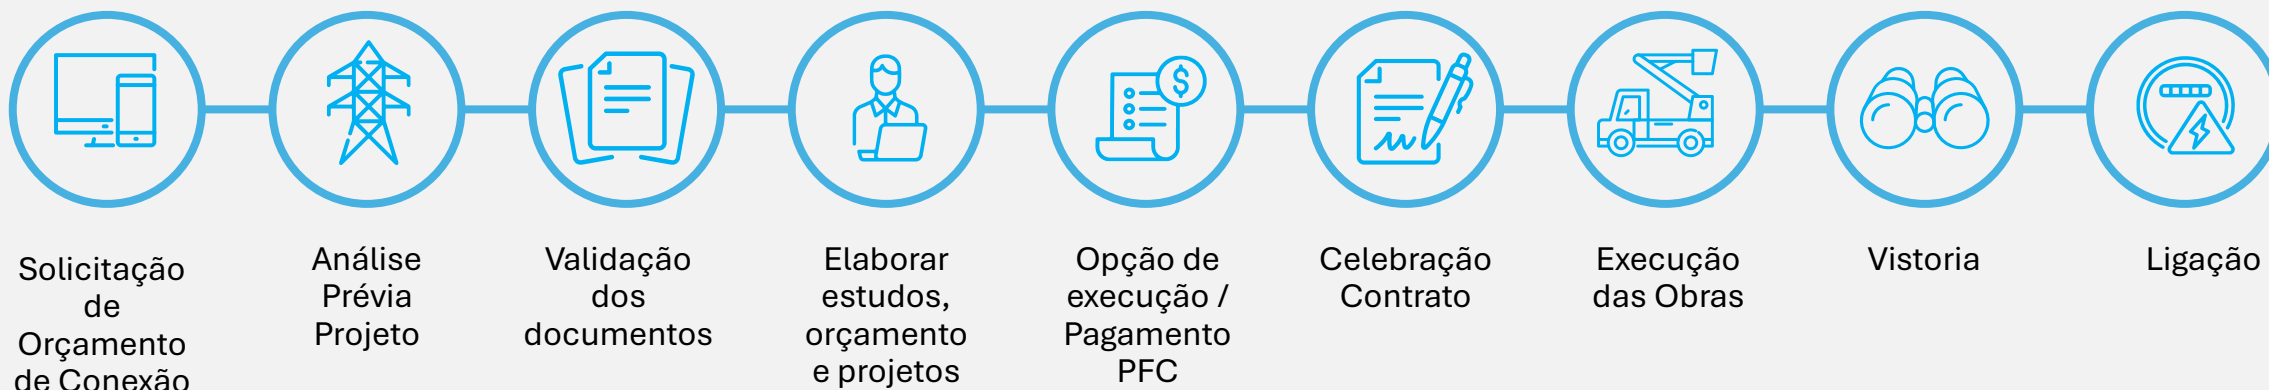 Solicitação
de
Orçamento
de Conexão
Análise
Prévia
Projeto
Validação
dos
documentos
Elaborar
estudos,
orçamento
e projetos
Opção de
execução /
Pagamento
PFC
Celebração
Contrato
Execução
das Obras
Vistoria
Ligação
$